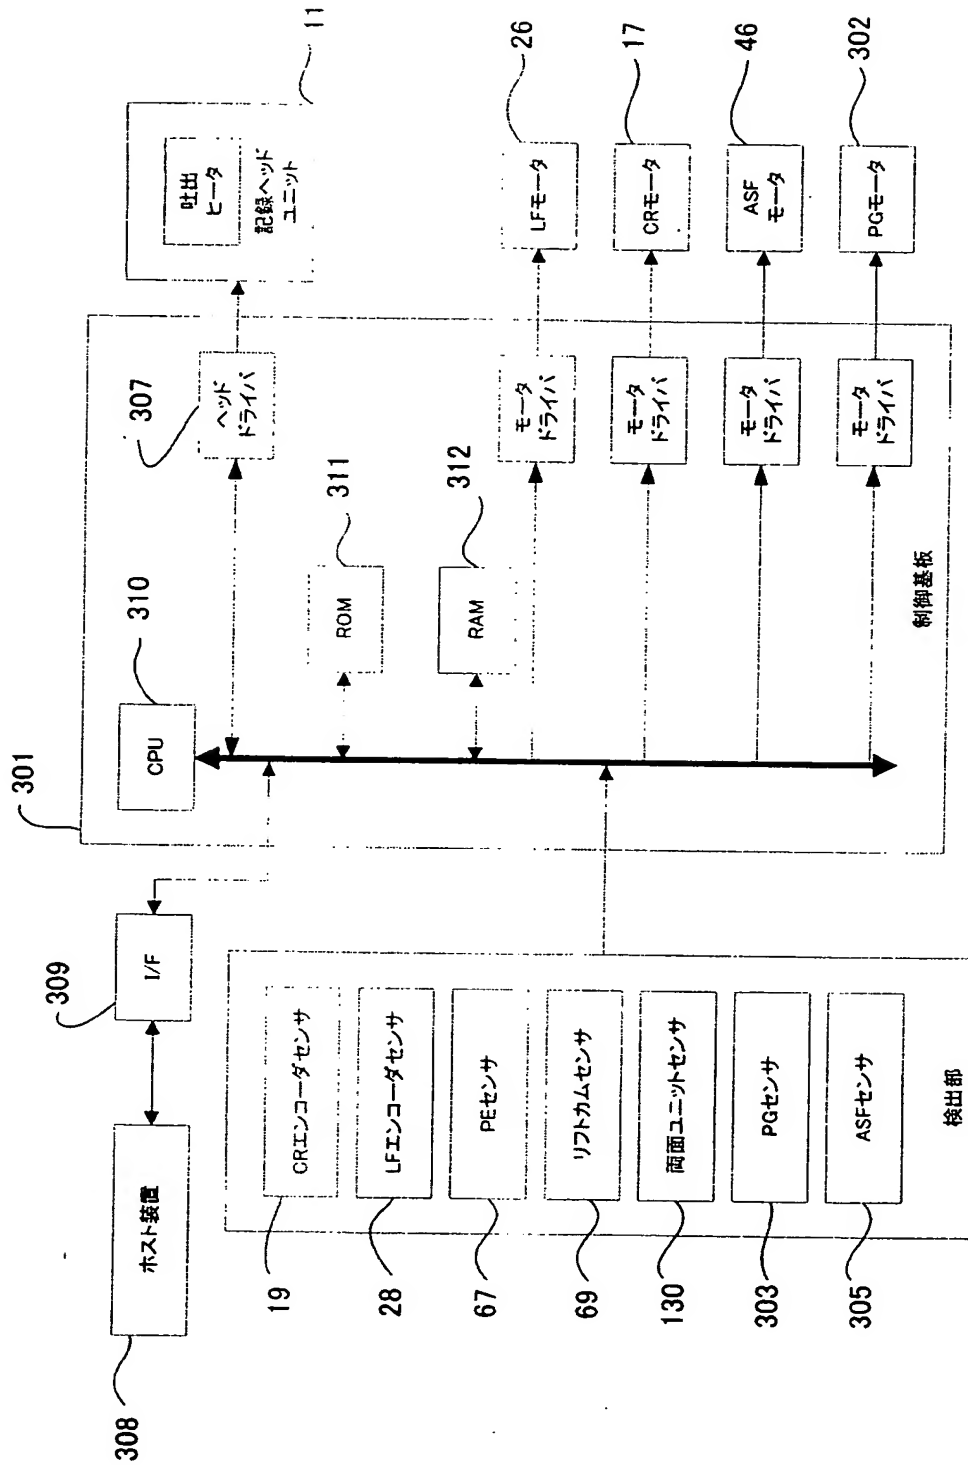 308
ホスト装置
309
I/F
301
CPU
310
307
ヘッド
ドライバ
吐出
ヒータ
記録ヘッド
ユニット
11
ROM
311
RAM
312
モータ
ドライバ
LFモータ
26
モータ
ドライバ
CRモータ
17
モータ
ドライバ
ASF
モータ
46
モータ
ドライバ
PGモータ
302
制御基板
19
CRエンコーダセンサ
28
LFエンコーダセンサ
67
PEセンサ
69
リフトカムセンサ
130
両面ユニットセンサ
303
PGセンサ
305
ASFセンサ
検出部